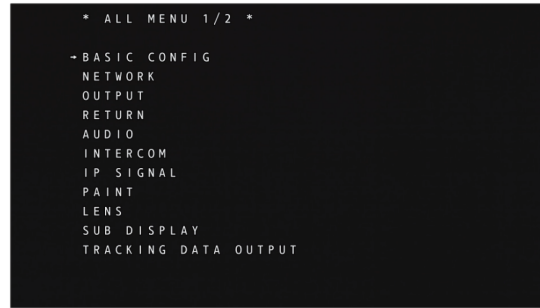 * ALL MENU 1/2 *
→BASIC CONFIG
NETWORK
OUTPUT
RETURN
AUDIO
INTERCOM
IP SIGNAL
PAINT
LENS
SUB DISPLAY
TRACKING DATA OUTPUT